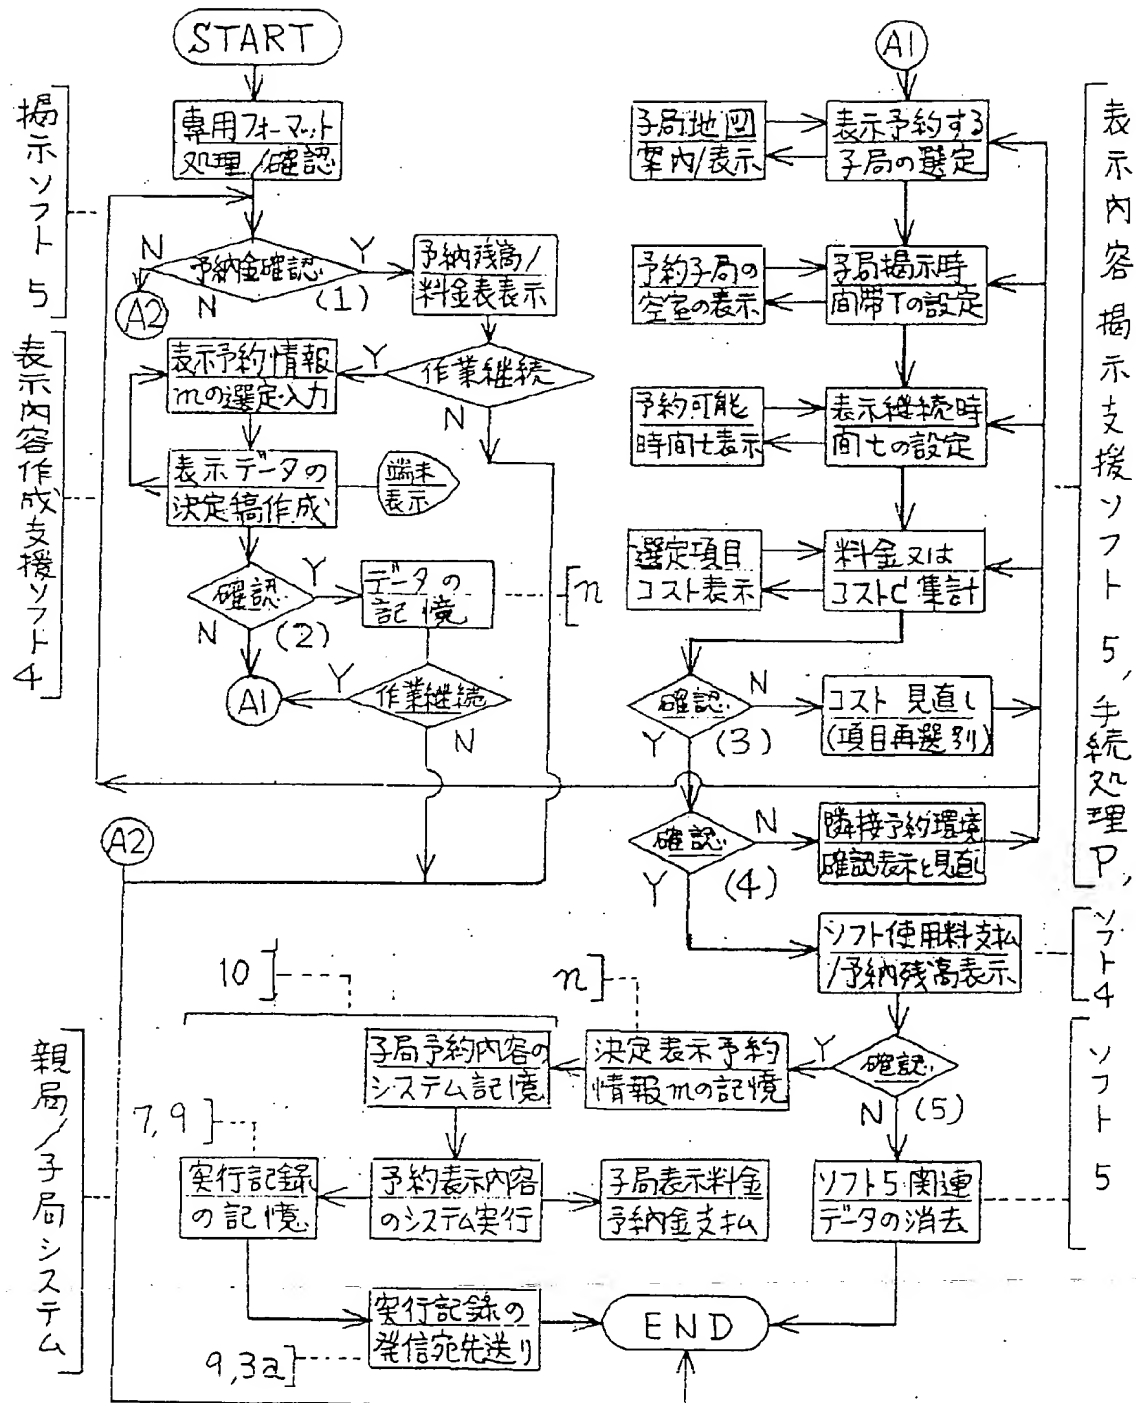 START
専用フォーマット
処理/確認
掲示ソフト5
N
予納金確認
Y
N
(1)
A2
予納残高/
料金表表示
表示予約情報
mの選定入力
Y
作業継続
N
表示データの
決定稿作成
端末
表示
表示内容作成支援ソフト4
確認
Y
N
(2)
データの
記憶
n
A1
Y
作業継続
N
A1
子局地図
案内/表示
表示予約する
子局の選定
予約子局の
空室の表示
子局掲示時
間帯Tの設定
予約可能
時間t表示
表示継続時
間tの設定
選定項目
コスト表示
料金又は
コストC集計
表示内容掲示支援ソフト5,手続処理P,
確認
N
Y
(3)
コスト見直し
(項目再選別)
確認
N
Y
(4)
隣接予約環境
確認表示と見直し
ソフト使用料支払
/予納残高表示
ソフト4
確認
Y
N
(5)
ソフト5関連
データの消去
ソフト5
A2
10
n
子局予約内容の
システム記憶
決定表示予約
情報mの記憶
7,9
実行記録
の記憶
予約表示内容
のシステム実行
子局表示料金
予納金支払
親局/子局システム
実行記録の
発信宛先送り
9,3a
END